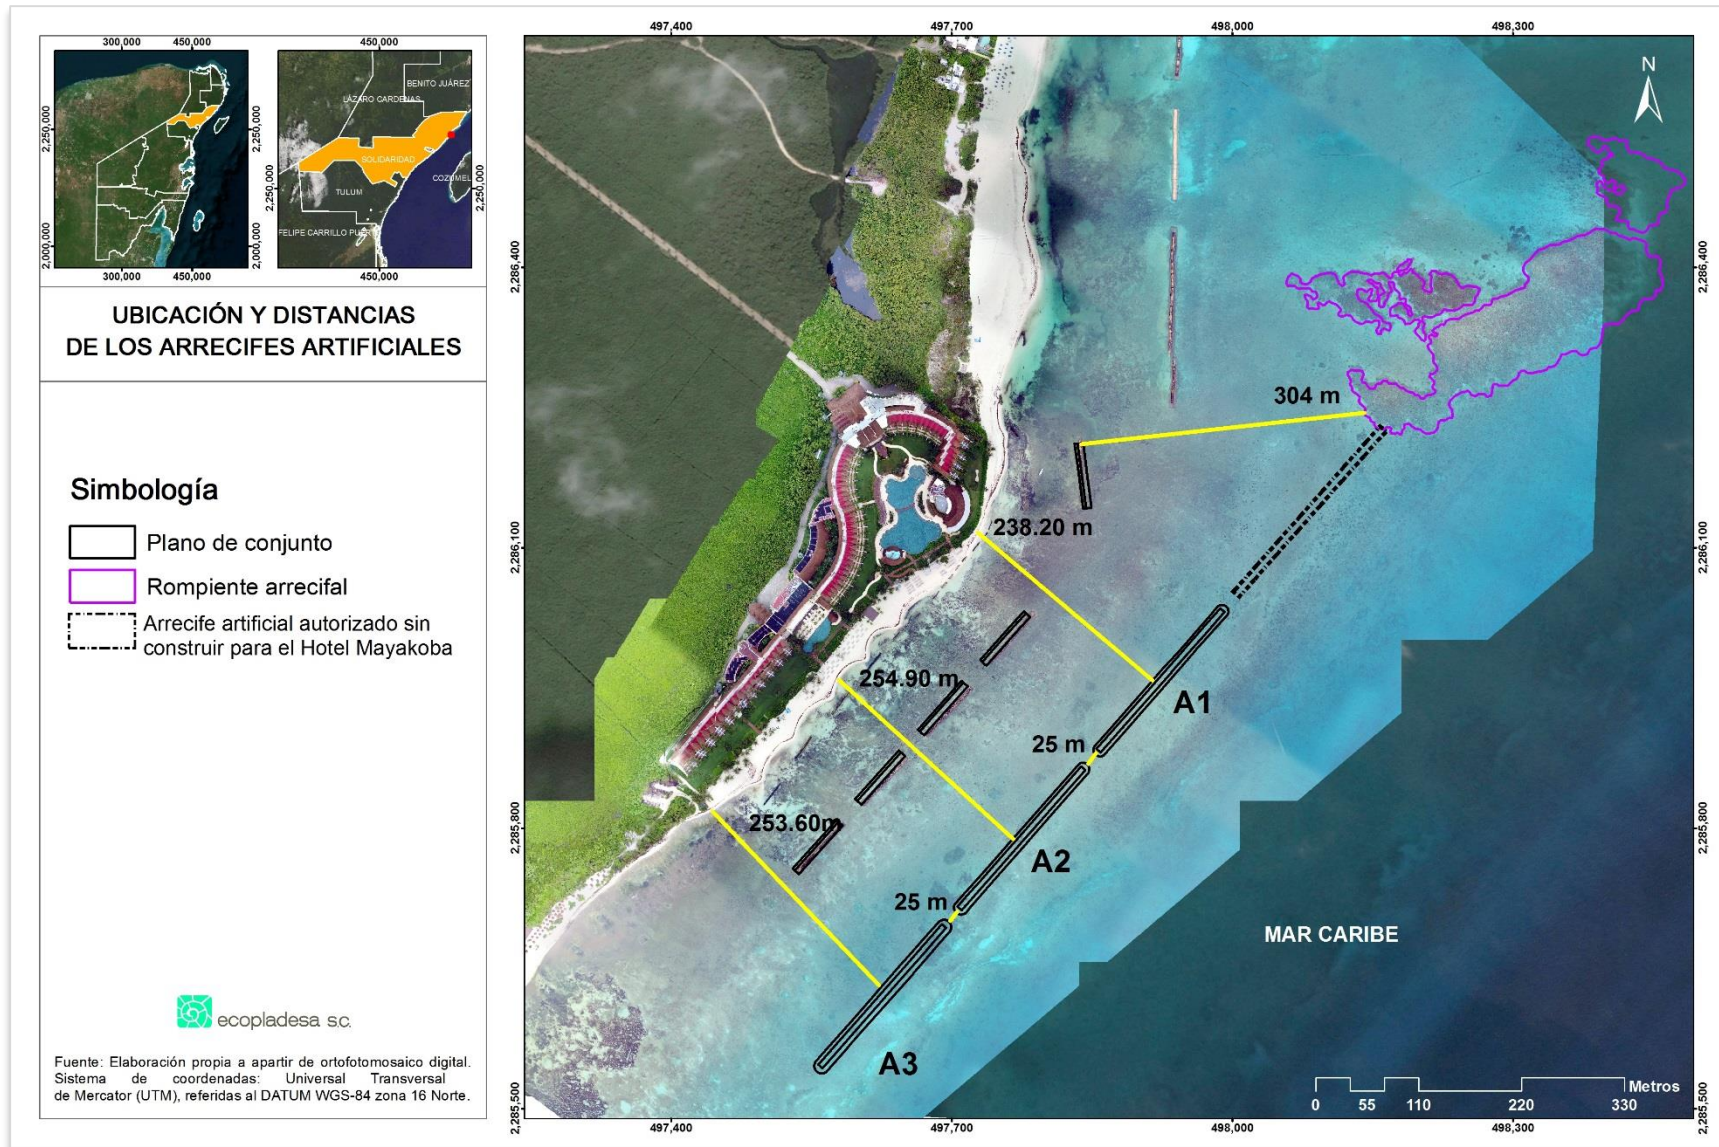 300,000 450,000
450,000
2,250,000
2,250,000
2,000,000
2,000,000
300,000 450,000
BENITO JUÁREZ
LÁZARO CARDENAS
SOLIDARIDAD
COZUMEL
TULUM
FELIPE CARRILLO PUERT
2,250,000
2,250,000
450,000
UBICACIÓN Y DISTANCIAS
DE LOS ARRECIFES ARTIFICIALES
Simbología
Plano de conjunto
Rompiente arrecifal
Arrecife artificial autorizado sin
construir para el Hotel Mayakoba
ecopladesa s.c.
Fuente: Elaboración propia a apartir de ortofotomosaico digital.
Sistema de coordenadas: Universal Transversal
de Mercator (UTM), referidas al DATUM WGS-84 zona 16 Norte.
497,400 497,700 498,000 498,300
N
2,286,400
2,286,400
304 m
238.20 m
2,286,100
2,286,100
254.90 m
A1
25 m
2,285,800
2,285,800
253.60m
A2
25 m
MAR CARIBE
A3
Metros
0 55 110 220 330
2,285,500
2,285,500
497,400 497,700 498,000 498,300